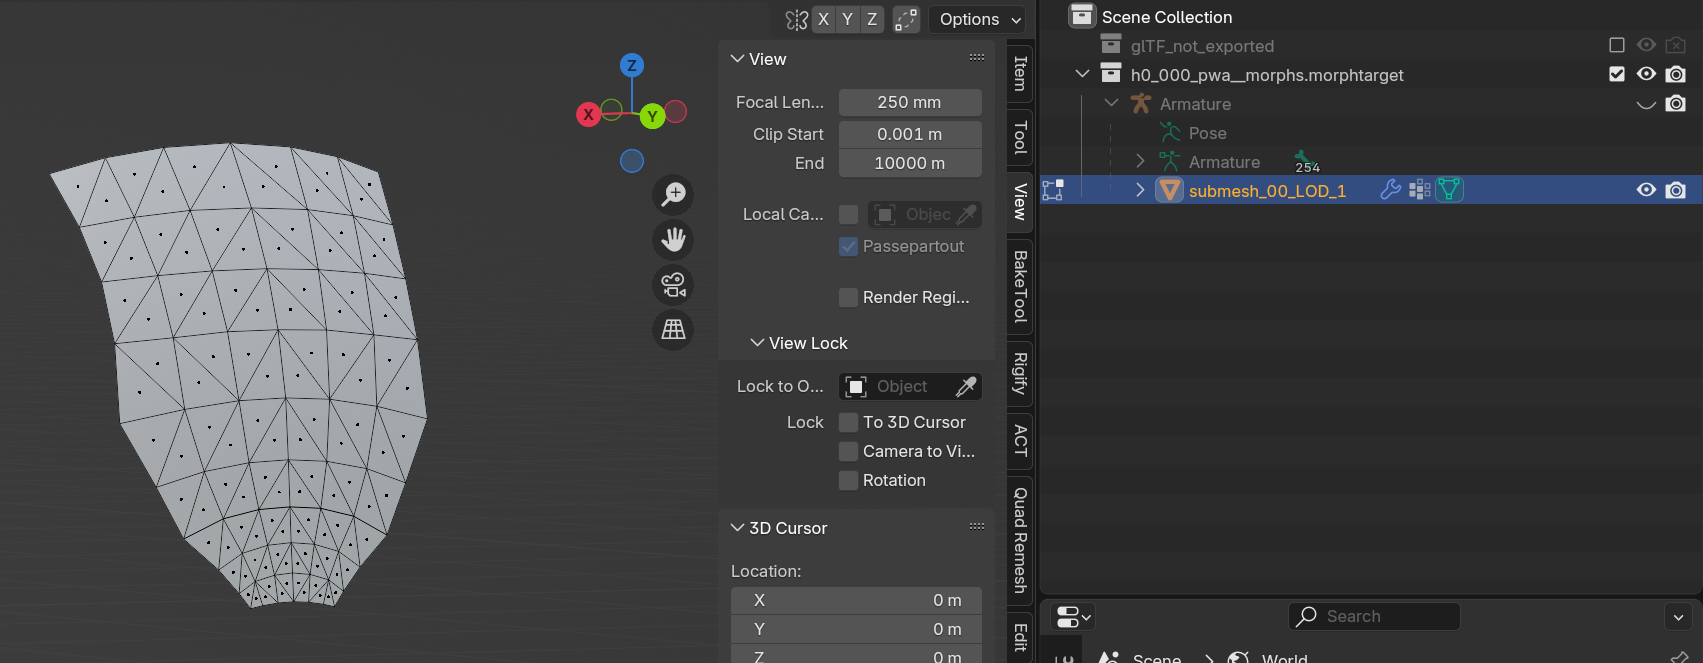 X Y Z Options
Z
X
Y
View
Focal Len... 250 mm
Clip Start 0.001 m
End 10000 m
Local Ca... Objec
Passepartout
Render Regi...
View Lock
Lock to O... Object
Lock To 3D Cursor
Camera to Vi...
Rotation
3D Cursor
Location:
X 0 m
Y 0 m
Z 0 m
Item
Tool
View
BakeTool
Rigify
ACT
Quad Remesh
Edit
Scene Collection
glTF_not_exported
h0_000_pwa__morphs.morphtarget
Armature
Pose
Armature 254
submesh_00_LOD_1
Search
Scene World